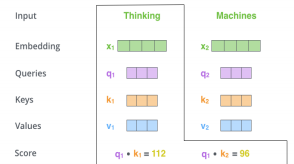 Input Thinking Machines
Embedding x₁ x₂
Queries q₁ q₂
Keys k₁ k₂
Values v₁ v₂
Score q₁ • k₁ = 112 q₁ • k₂ = 96